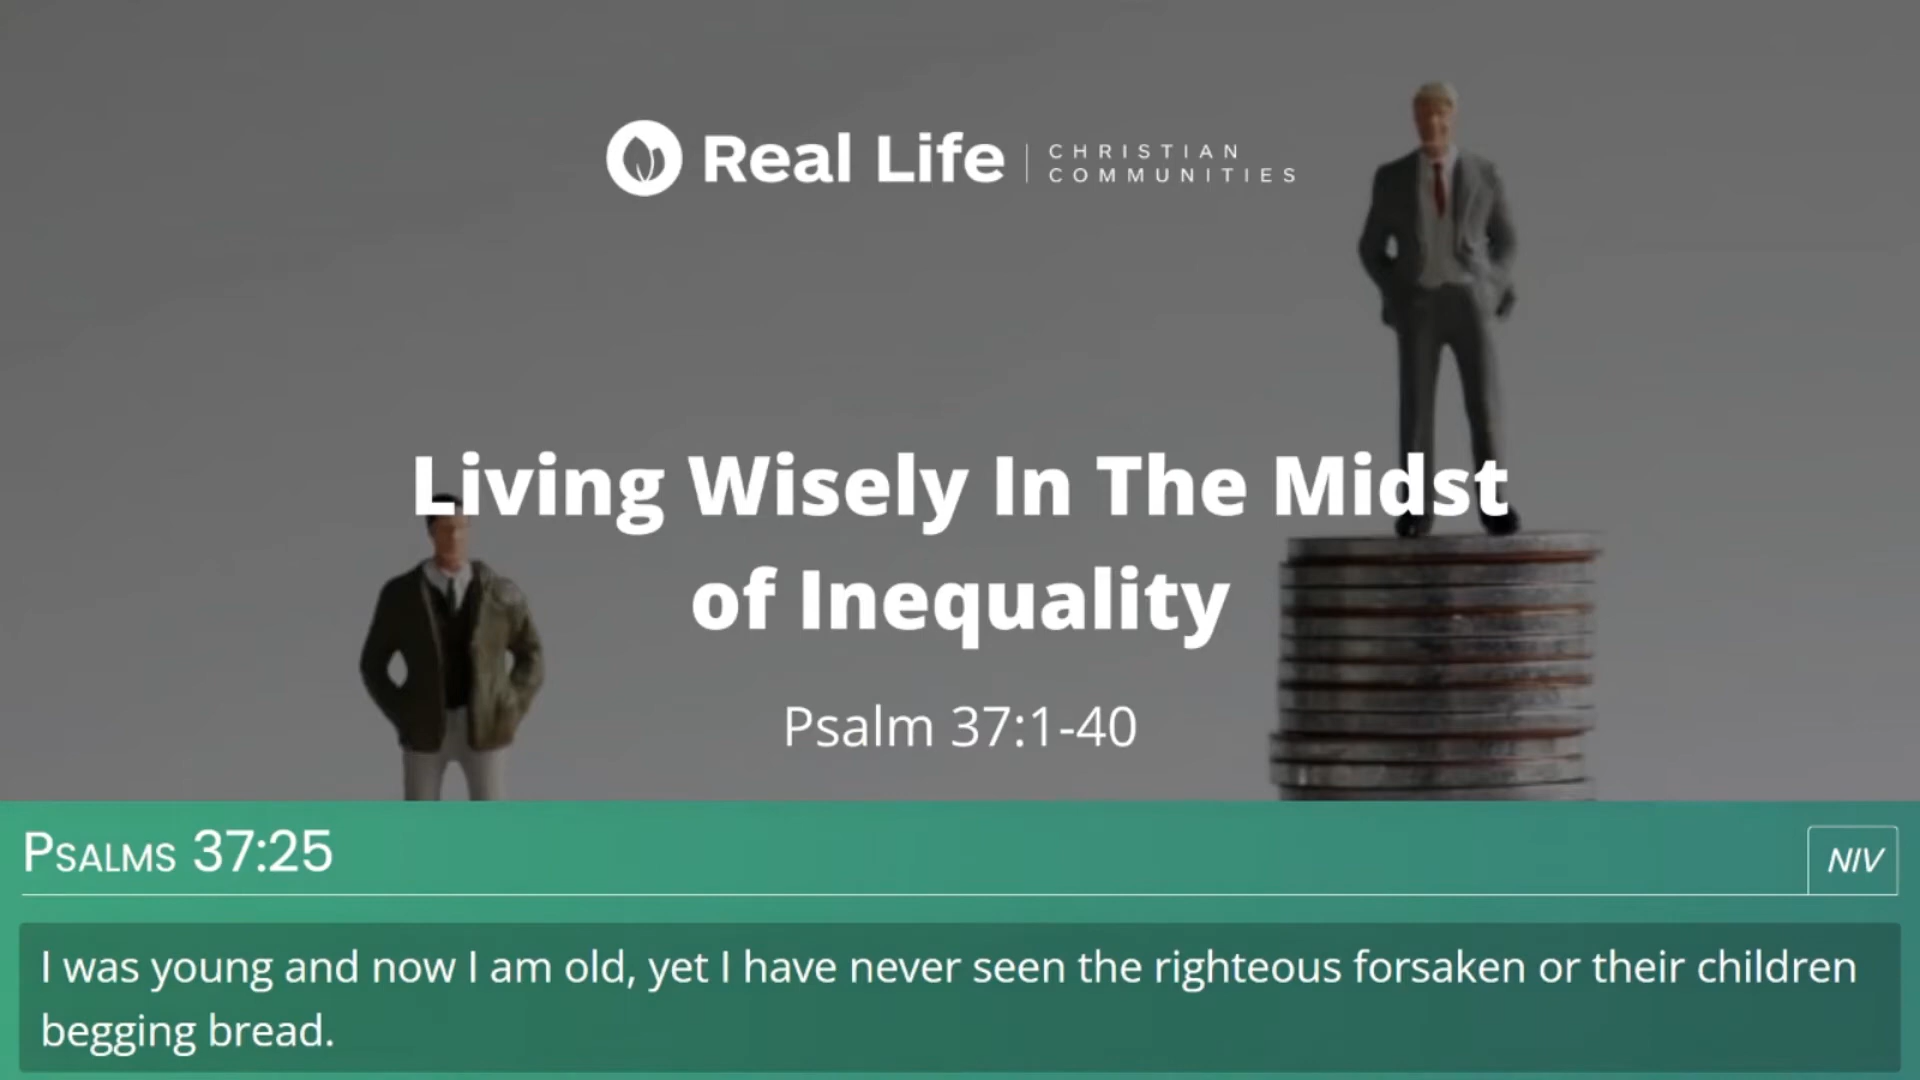 Real Life
CHRISTIAN
COMMUNITIES
Living Wisely In The Midst
of Inequality
Psalm 37:1-40
PSALMS 37:25
NIV
I was young and now I am old, yet I have never seen the righteous forsaken or their children
begging bread.